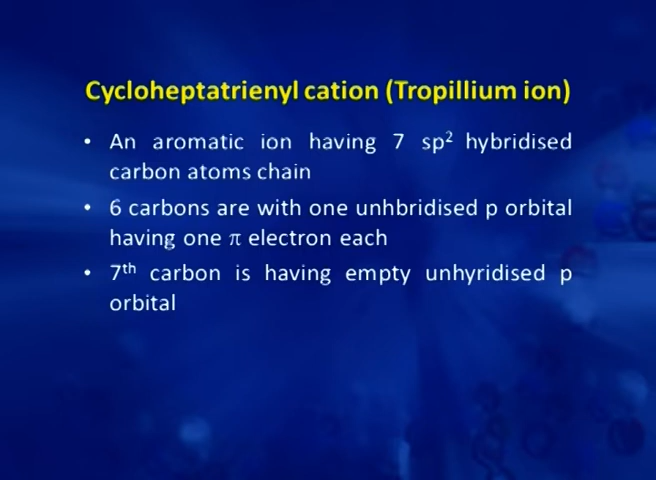 Cycloheptatrienyl cation (Tropillium ion)
• An aromatic ion having 7 sp² hybridised
carbon atoms chain
• 6 carbons are with one unhbridised p orbital
having one π electron each
• 7th carbon is having empty unhyridised p
orbital